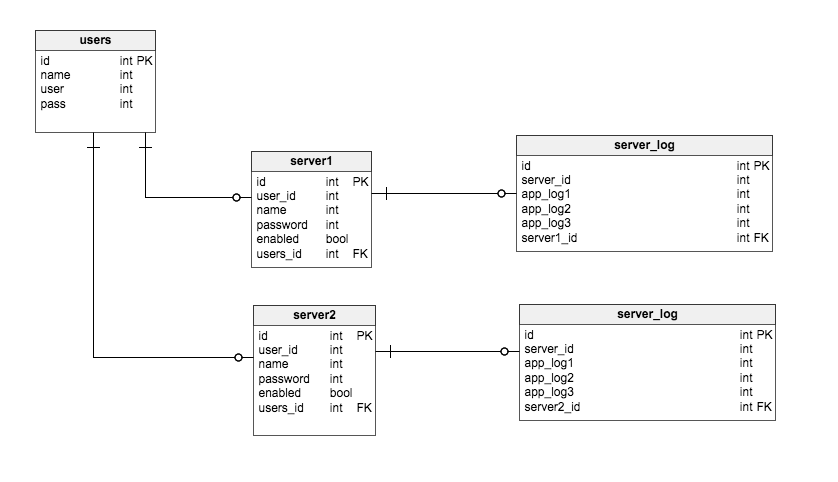 users
id int PK
name int
user int
pass int
server1
id int PK
user_id int
name int
password int
enabled bool
users_id int FK
server_log
id int PK
server_id int
app_log1 int
app_log2 int
app_log3 int
server1_id int FK
server2
id int PK
user_id int
name int
password int
enabled bool
users_id int FK
server_log
id int PK
server_id int
app_log1 int
app_log2 int
app_log3 int
server2_id int FK